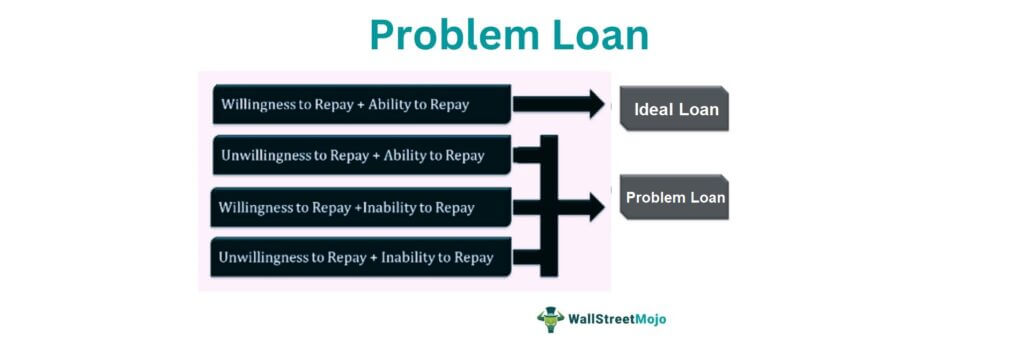 Problem Loan
Willingness to Repay + Ability to Repay
Ideal Loan
Unwillingness to Repay + Ability to Repay
Willingness to Repay +Inability to Repay
Problem Loan
Unwillingness to Repay + Inability to Repay
WallStreetMojo